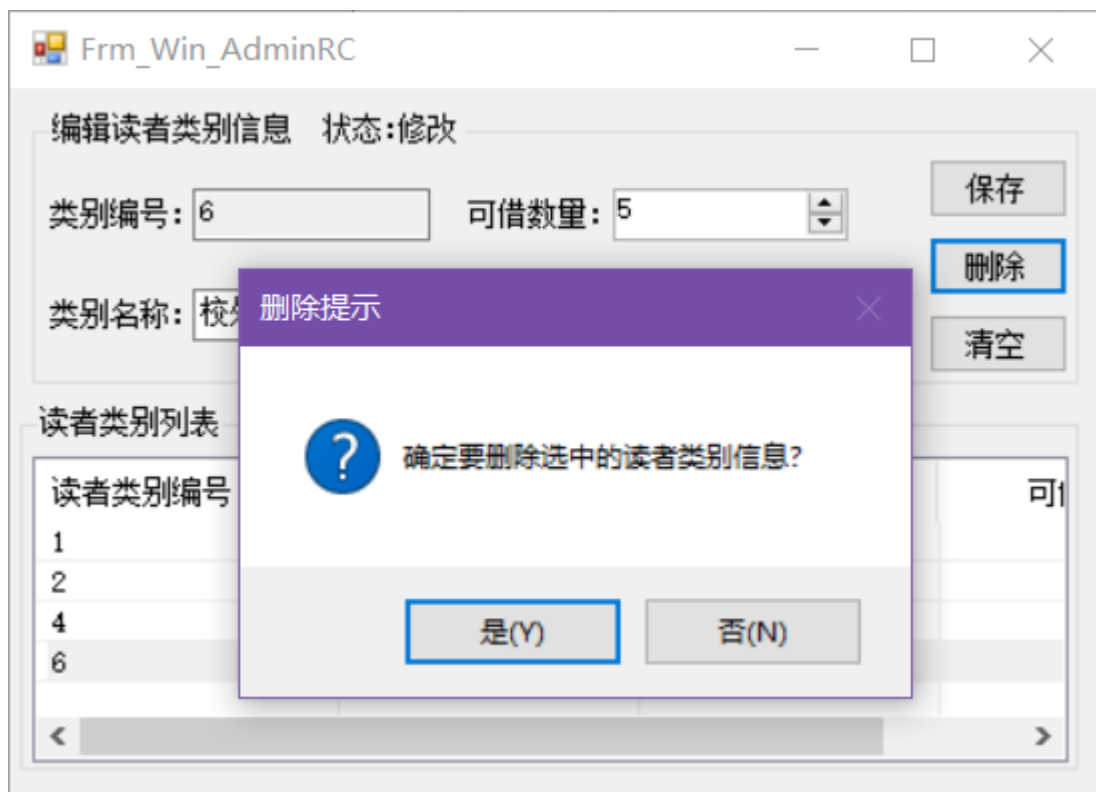 Frm_Win_AdminRC
编辑读者类别信息 状态:修改
类别编号: 6 可借数量: 5
保存
删除
类别名称: 校
清空
删除提示
确定要删除选中的读者类别信息?
是(Y) 否(N)
读者类别列表
读者类别编号 可
1
2
4
6